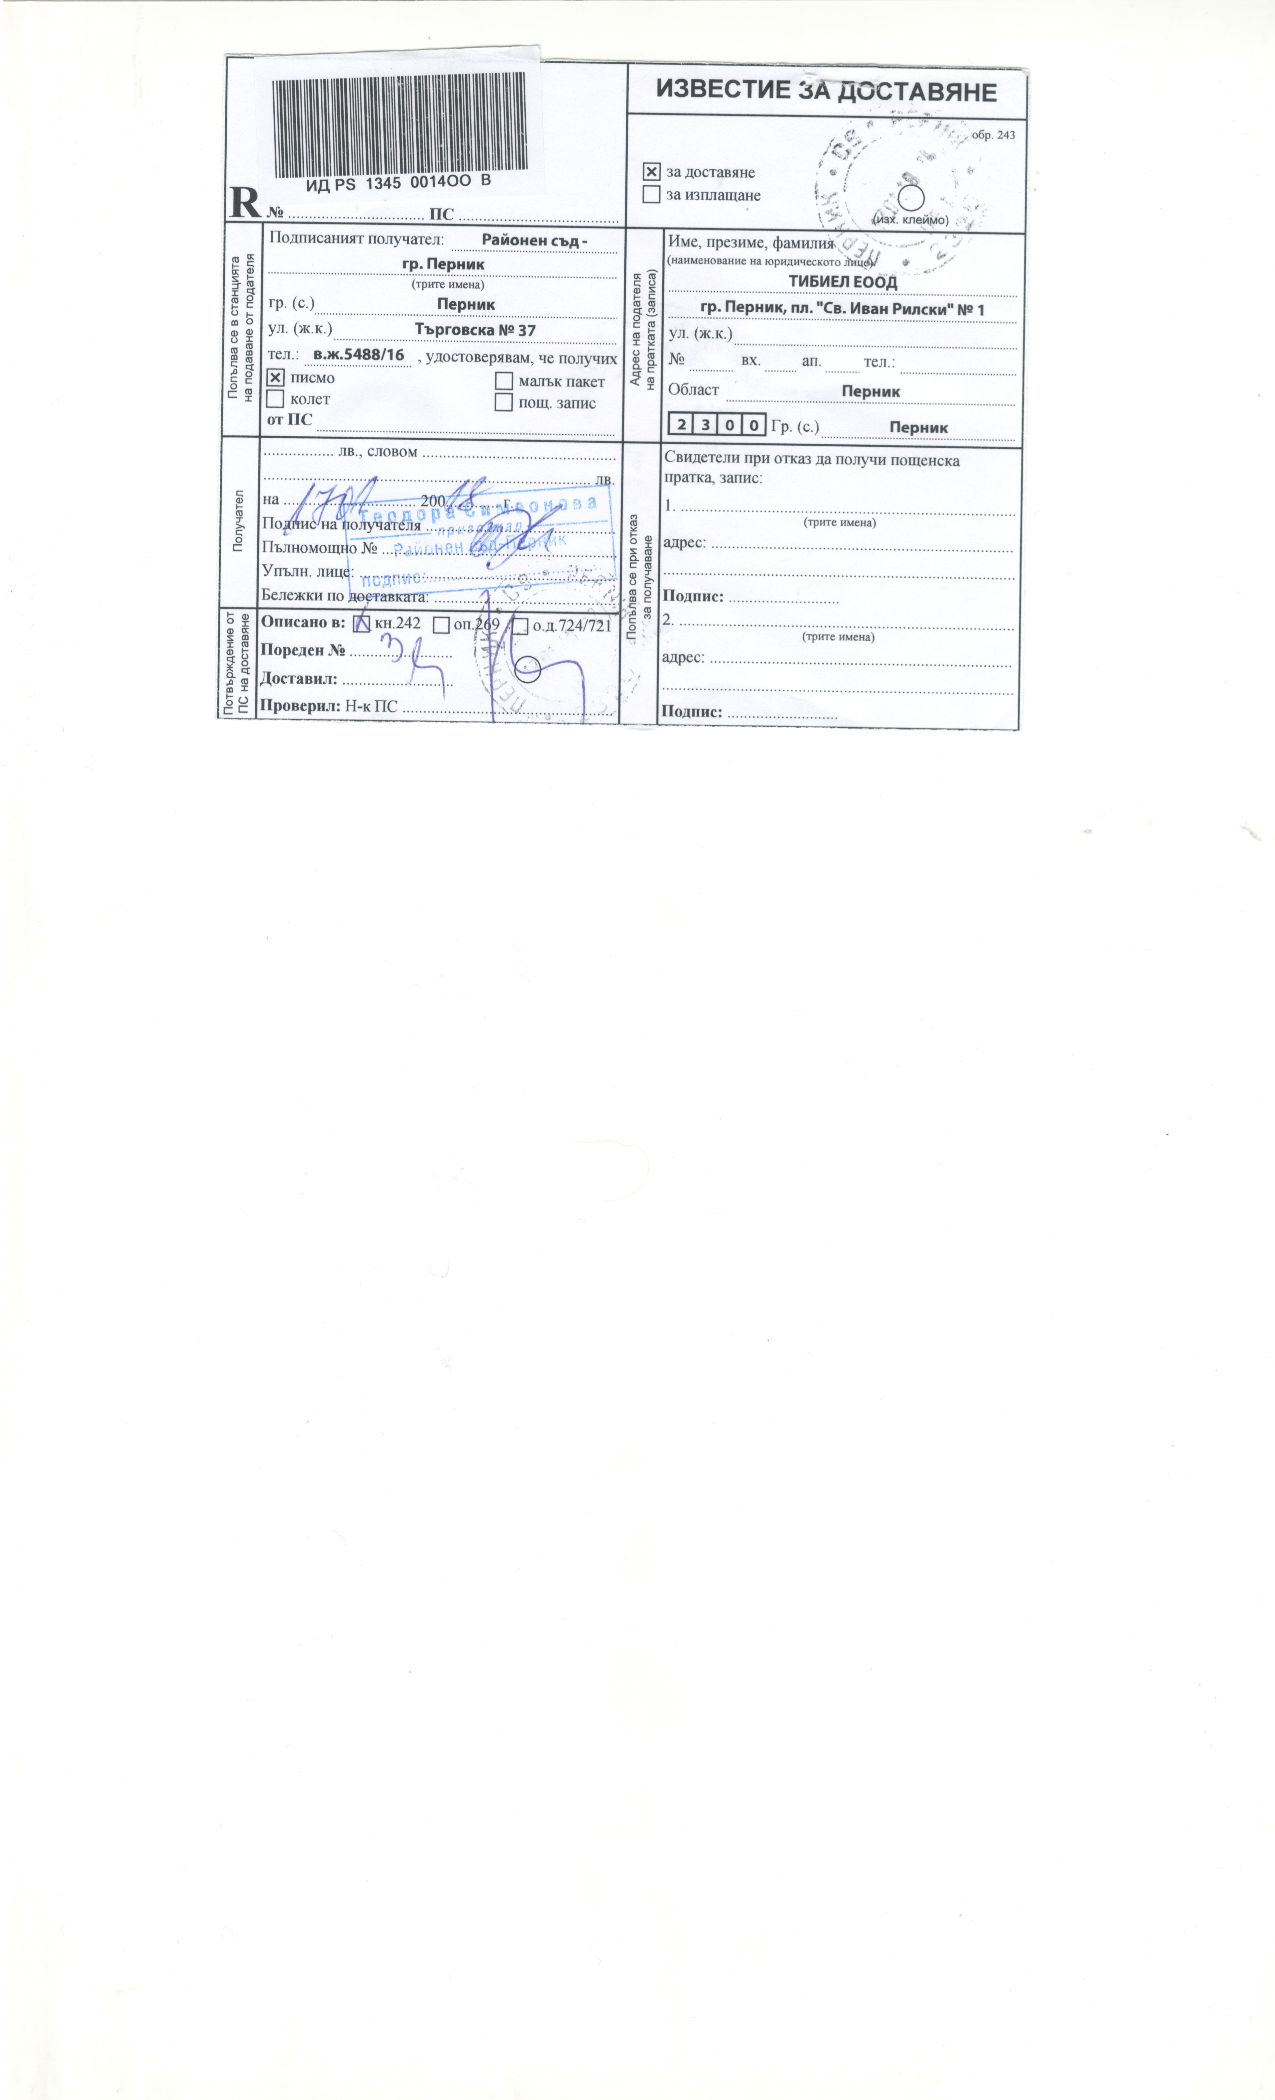 ИД PS 1345 0014OO B
R № ПС
ИЗВЕСТИЕ ЗА ДОСТАВЯНЕ
обр. 243
за доставяне
за изплащане
(изх. клеймо)
Попълва се в станцията
на подаване от подателя
Подписаният получател: Районен съд -
гр. Перник
(трите имена)
гр. (с.) Перник
ул. (ж.к.) Търговска № 37
тел.: в.ж.5488/16 , удостоверявам, че получих
писмо малък пакет
колет пощ. запис
от ПС
Адрес на подателя
на пратката (записа)
Име, презиме, фамилия
(наименование на юридическото лице)
ТИБИЕЛ ЕООД
гр. Перник, пл. "Св. Иван Рилски" № 1
ул. (ж.к.)
№ вх. ап. тел.:
Област Перник
2 3 0 0 Гр. (с.) Перник
Получател
лв., словом
лв.
на 200 г.
Подпис на получателя
Пълномощно №
Упълн. лице:
Бележки по доставката:
Теодора Симеонова
Районен съд-Перник
подпис:
Потвърждение от
ПС на доставяне
Описано в: кн.242 оп.269 о.д.724/721
Пореден № 3
Доставил:
Проверил: Н-к ПС
Попълва се при отказ
за получаване
Свидетели при отказ да получи пощенска
пратка, запис:
1.
(трите имена)
адрес:
Подпис:
2.
(трите имена)
адрес:
Подпис:
ПЕРНИК